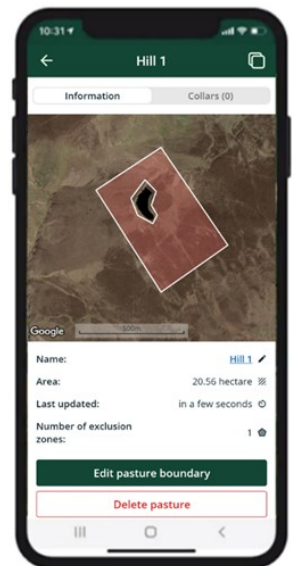 10:31
Hill 1
Information Collars (0)
Google 500m
Name: Hill 1
Area: 20.56 hectare
Last updated: in a few seconds
Number of exclusion
zones: 1
Edit pasture boundary
Delete pasture